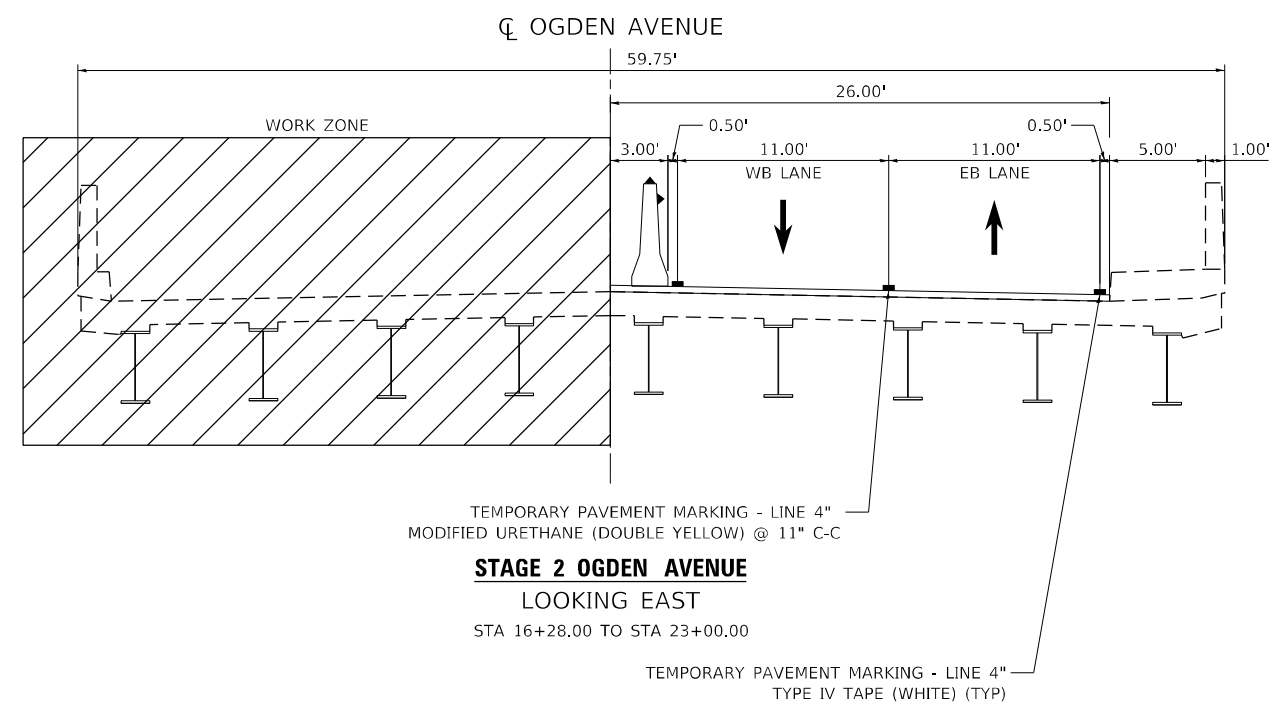 ℄ OGDEN AVENUE
59.75'
26.00'
WORK ZONE
0.50'
0.50'
3.00'
11.00'
11.00'
5.00'
1.00'
WB LANE
EB LANE
TEMPORARY PAVEMENT MARKING - LINE 4"
MODIFIED URETHANE (DOUBLE YELLOW) @ 11" C-C
STAGE 2 OGDEN AVENUE
LOOKING EAST
STA 16+28.00 TO STA 23+00.00
TEMPORARY PAVEMENT MARKING - LINE 4"
TYPE IV TAPE (WHITE) (TYP)